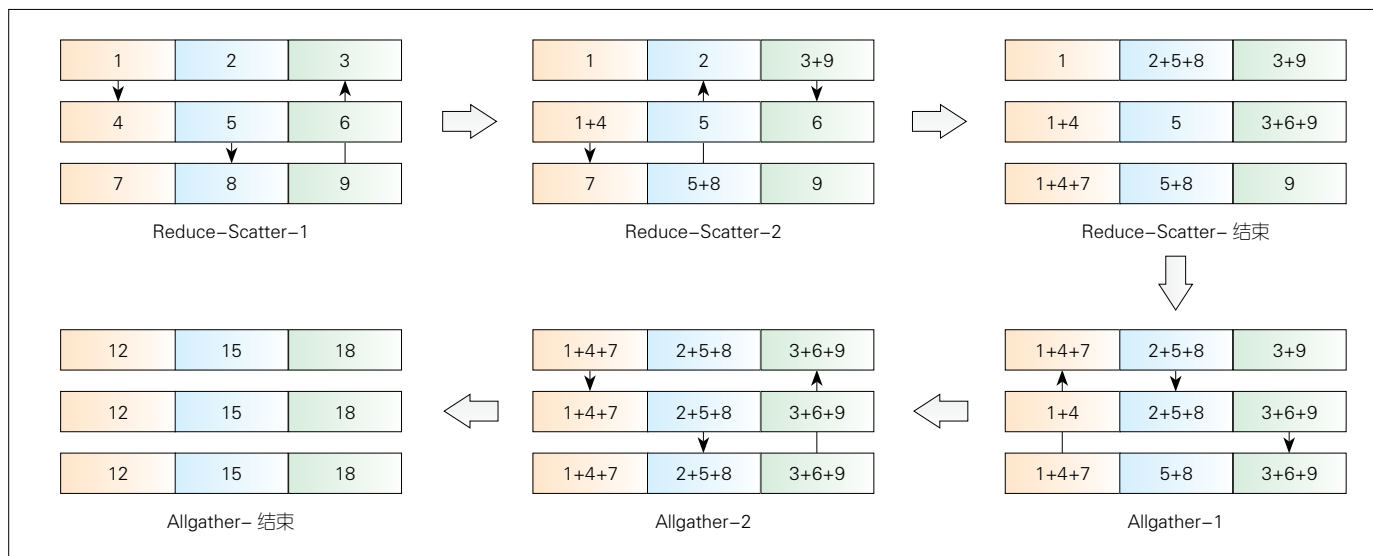 1 2 3
4 5 6
7 8 9
Reduce-Scatter-1
1 2 3+9
1+4 5 6
7 5+8 9
Reduce-Scatter-2
1 2+5+8 3+9
1+4 5 3+6+9
1+4+7 5+8 9
Reduce-Scatter- 结束
12 15 18
12 15 18
12 15 18
Allgather- 结束
1+4+7 2+5+8 3+6+9
1+4+7 2+5+8 3+6+9
1+4+7 2+5+8 3+6+9
Allgather-2
1+4+7 2+5+8 3+9
1+4 2+5+8 3+6+9
1+4+7 5+8 3+6+9
Allgather-1